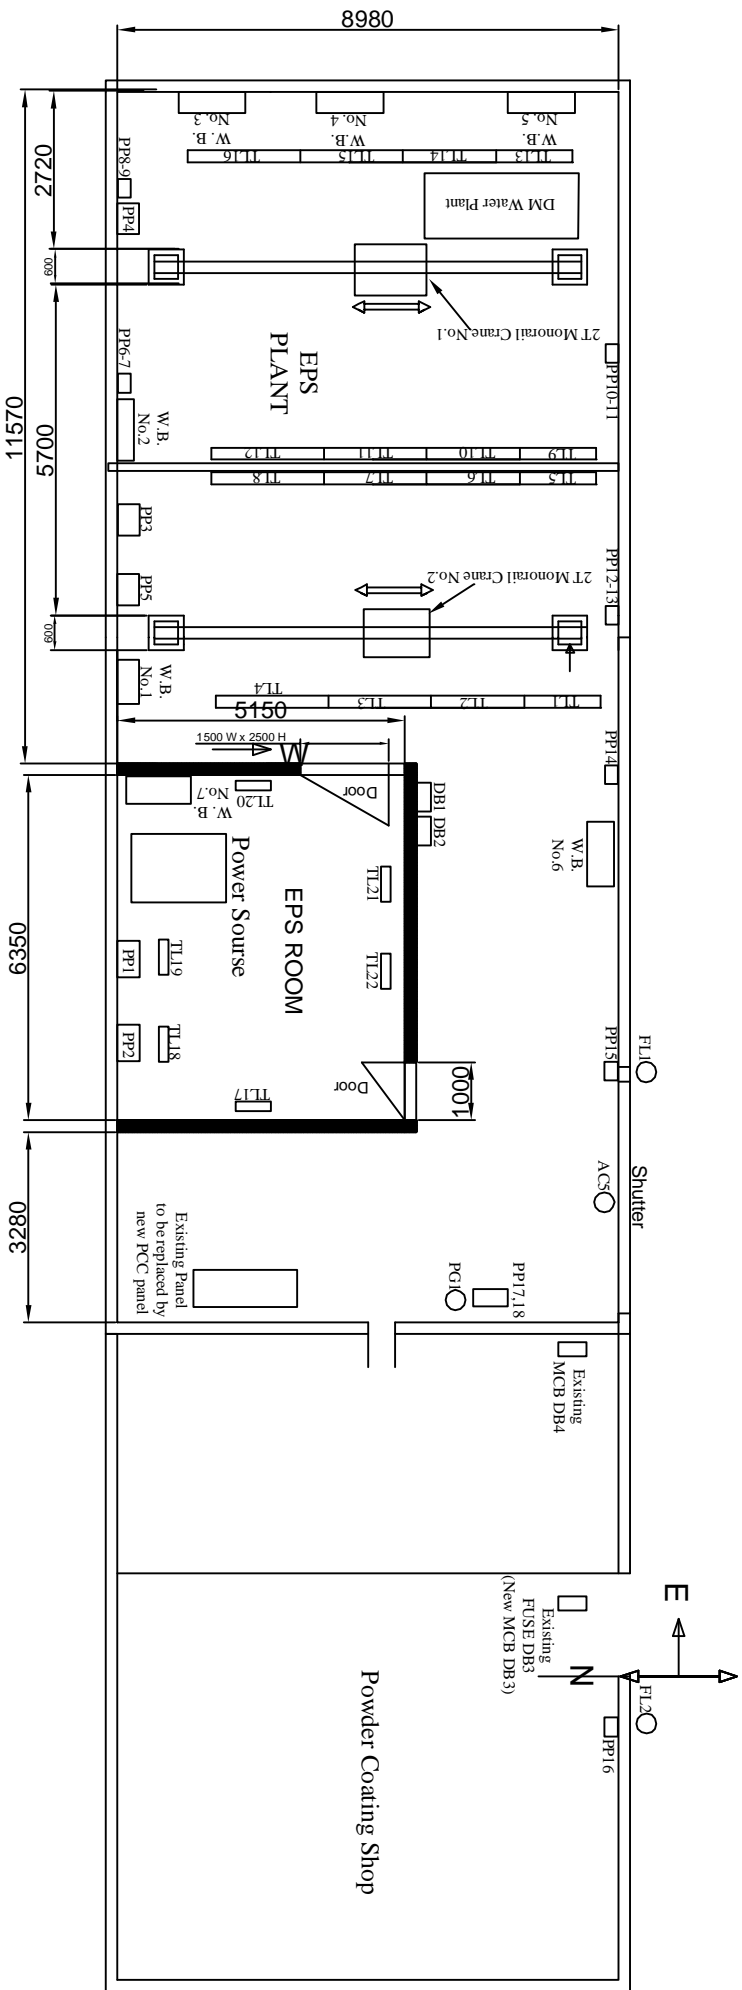 8980
W. B.
No.3
W.B.
No.4
W.B.
No.5
TL16
TL15
TL14
TL13
DM Water Plant
PP8-9
PP4
2720
600
2T Monorail Crane No.1
EPS
PLANT
PP6-7
W.B.
No.2
PP10-11
11570
5700
TL12
TL11
TL10
TL9
TL8
TL7
TL6
TL5
PP3
PP5
PP12-13
2T Monorail Crane No.2
600
W.B.
No.1
TL4
TL3
TL2
TL1
5150
1500 W x 2500 H
W
PP14
Door
W. B.
No.7
TL20
DB1 DB2
W.B.
No.6
Power Sourse
TL21
EPS ROOM
TL22
6350
PP1
TL19
PP2
TL18
TL17
Door
1000
PP15
FL1
AC5
Shutter
3280
Existing Panel
to be replaced by
new PCC panel
PG1
PP17,18
Existing
MCB DB4
Existing
FUSE DB3
(New MCB DB3)
E
N
FL2
PP16
Powder Coating Shop